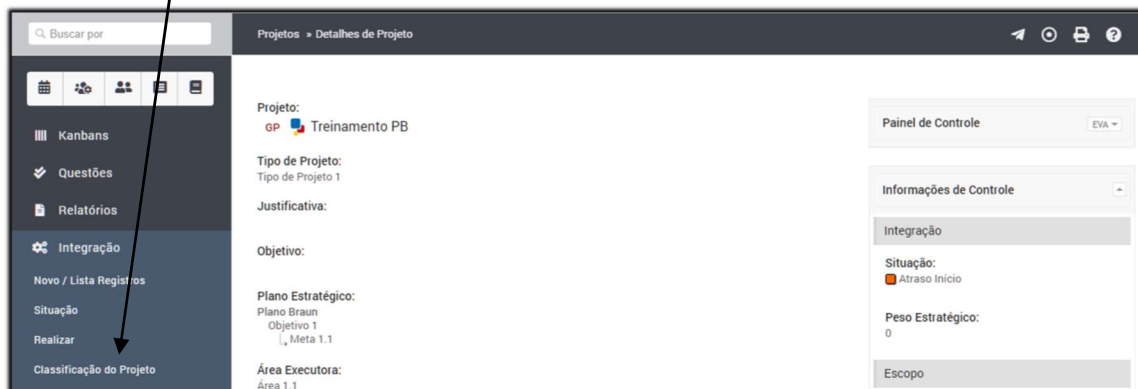 Buscar por
Projetos » Detalhes de Projeto
Kanbans
Questões
Relatórios
Integração
Novo / Lista Registros
Situação
Realizar
Classificação do Projeto
Projeto:
GP Treinamento PB
Tipo de Projeto:
Tipo de Projeto 1
Justificativa:
Objetivo:
Plano Estratégico:
Plano Braun
Objetivo 1
Meta 1.1
Área Executora:
Área 1.1
Painel de Controle EVA
Informações de Controle
Integração
Situação:
Atraso Início
Peso Estratégico:
0
Escopo